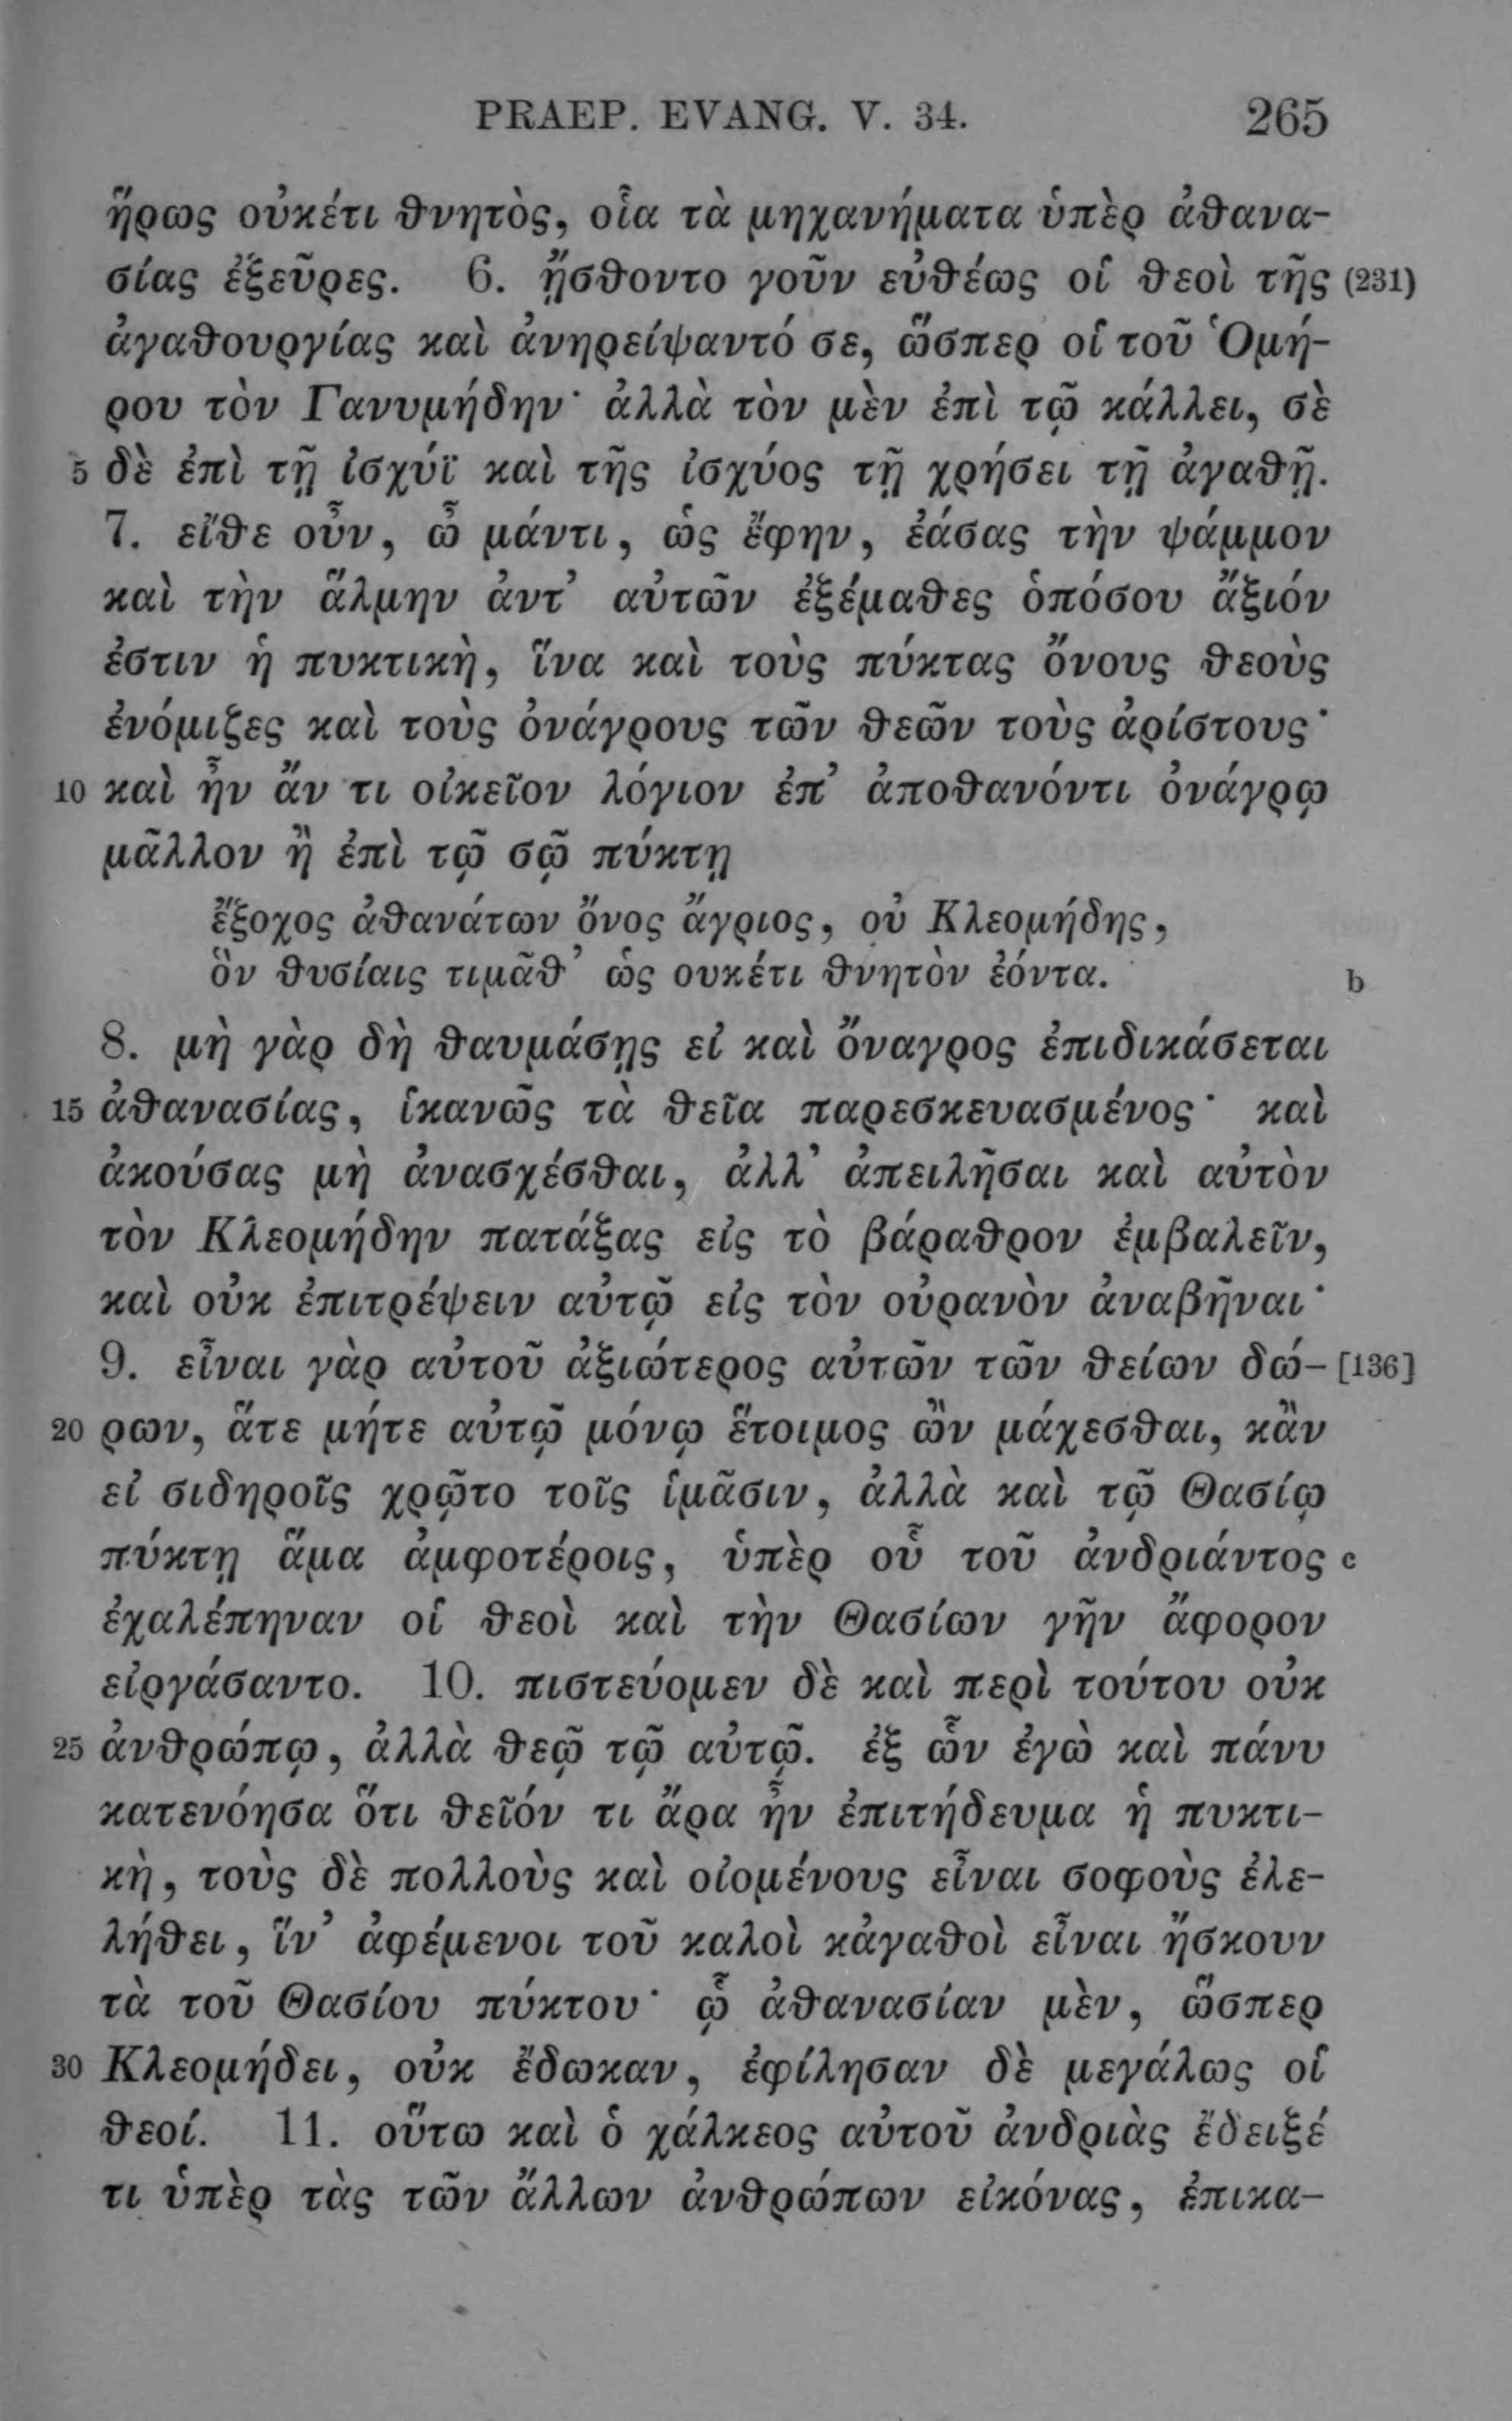 PRAEP. EVANG. V. 34. 265
ἥρως οὐκέτι θνητὸς, οἷα τὰ μηχανήματα ὑπὲρ ἀθανα-
σίας ἐξεῦρες. 6. ᾔσθοντο γοῦν εὐθέως οἱ θεοὶ τῆς (231)
ἀγαθουργίας καὶ ἀνηρείψαντό σε, ὥσπερ οἱ τοῦ Ὁμή-
ρου τὸν Γανυμήδην· ἀλλὰ τὸν μὲν ἐπὶ τῷ κάλλει, σὲ
5 δὲ ἐπὶ τῇ ἰσχύϊ καὶ τῆς ἰσχύος τῇ χρήσει τῇ ἀγαθῇ.
7. εἴθε οὖν, ὦ μάντι, ὡς ἔφην, ἐάσας τὴν ψάμμον
καὶ τὴν ἅλμην ἀντ’ αὐτῶν ἐξέμαθες ὁπόσου ἄξιόν
ἐστιν ἡ πυκτικὴ, ἵνα καὶ τοὺς πύκτας ὄνους θεοὺς
ἐνόμιζες καὶ τοὺς ὀνάγρους τῶν θεῶν τοὺς ἀρίστους·
10 καὶ ἦν ἄν τι οἰκεῖον λόγιον ἐπ’ ἀποθανόντι ὀνάγρῳ
μᾶλλον ἢ ἐπὶ τῷ σῷ πύκτῃ
ἔξοχος ἀθανάτων ὄνος ἄγριος, οὐ Κλεομήδης,
ὃν θυσίαις τιμᾶθ’ ὡς ουκέτι θνητὸν ἐόντα. b
8. μὴ γὰρ δὴ θαυμάσῃς εἰ καὶ ὄναγρος ἐπιδικάσεται
15 ἀθανασίας, ἱκανῶς τὰ θεῖα παρεσκευασμένος· καὶ
ἀκούσας μὴ ἀνασχέσθαι, ἀλλ’ ἀπειλῆσαι καὶ αὐτὸν
τὸν Κλεομήδην πατάξας εἰς τὸ βάραθρον ἐμβαλεῖν,
καὶ οὐκ ἐπιτρέψειν αὐτῷ εἰς τὸν οὐρανὸν ἀναβῆναι·
9. εἶναι γὰρ αὐτοῦ ἀξιώτερος αὐτῶν τῶν θείων δώ- [136]
20 ρων, ἅτε μήτε αὐτῷ μόνῳ ἕτοιμος ὢν μάχεσθαι, κἂν
εἰ σιδηροῖς χρῷτο τοῖς ἱμᾶσιν, ἀλλὰ καὶ τῷ Θασίῳ
πύκτῃ ἅμα ἀμφοτέροις, ὑπὲρ οὗ τοῦ ἀνδριάντος c
ἐχαλέπηναν οἱ θεοὶ καὶ τὴν Θασίων γῆν ἄφορον
εἰργάσαντο. 10. πιστεύομεν δὲ καὶ περὶ τούτου οὐκ
25 ἀνθρώπῳ, ἀλλὰ θεῷ τῷ αὐτῷ. ἐξ ὧν ἐγὼ καὶ πάνυ
κατενόησα ὅτι θεῖόν τι ἄρα ἦν ἐπιτήδευμα ἡ πυκτι-
κὴ, τοὺς δὲ πολλοὺς καὶ οἰομένους εἶναι σοφοὺς ἐλε-
λήθει, ἵν’ ἀφέμενοι τοῦ καλοὶ κἀγαθοὶ εἶναι ἤσκουν
τὰ τοῦ Θασίου πύκτου· ᾧ ἀθανασίαν μὲν, ὥσπερ
30 Κλεομήδει, οὐκ ἔδωκαν, ἐφίλησαν δὲ μεγάλως οἱ
θεοί. 11. οὕτω καὶ ὁ χάλκεος αὐτοῦ ἀνδριὰς ἔδειξέ
τι ὑπὲρ τὰς τῶν ἄλλων ἀνθρώπων εἰκόνας, ἐπικα-